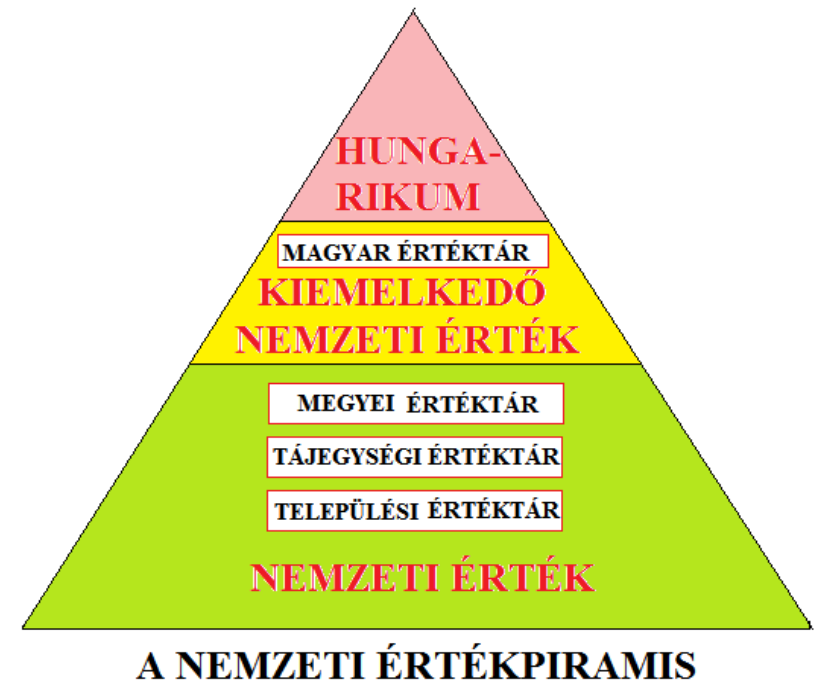 HUNGA-
RIKUM
MAGYAR ÉRTÉKTÁR
KIEMELKEDŐ
NEMZETI ÉRTÉK
MEGYEI ÉRTÉKTÁR
TÁJEGYSÉGI ÉRTÉKTÁR
TELEPÜLÉSI ÉRTÉKTÁR
NEMZETI ÉRTÉK
A NEMZETI ÉRTÉKPIRAMIS